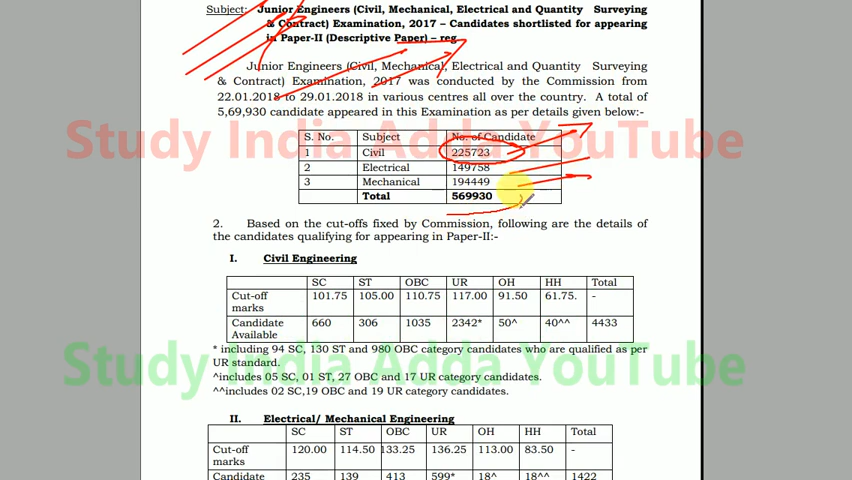 Subject: Junior Engineers (Civil, Mechanical, Electrical and Quantity Surveying
& Contract) Examination, 2017 – Candidates shortlisted for appearing
in Paper-II (Descriptive Paper) – reg.
Junior Engineers (Civil, Mechanical, Electrical and Quantity Surveying
& Contract) Examination, 2017 was conducted by the Commission from
22.01.2018 to 29.01.2018 in various centres all over the country. A total of
5,69,930 candidate appeared in this Examination as per details given below:-
S. No. Subject No. of Candidate
1 Civil 225723
2 Electrical 149758
3 Mechanical 194449
Total 569930
Study India Adda YouTube
2. Based on the cut-offs fixed by Commission, following are the details of
the candidates qualifying for appearing in Paper-II:-
I. Civil Engineering
SC ST OBC UR OH HH Total
Cut-off 101.75 105.00 110.75 117.00 91.50 61.75. -
marks
Candidate 660 306 1035 2342* 50^ 40^^ 4433
Available
* including 94 SC, 130 ST and 980 OBC category candidates who are qualified as per
UR standard.
Study India Adda YouTube
^includes 05 SC, 01 ST, 27 OBC and 17 UR category candidates.
^^includes 02 SC,19 OBC and 19 UR category candidates.
II. Electrical/ Mechanical Engineering
SC ST OBC UR OH HH Total
Cut-off 120.00 114.50 133.25 136.25 113.00 83.50 -
marks
Candidate 235 139 413 599* 18^ 18^^ 1422